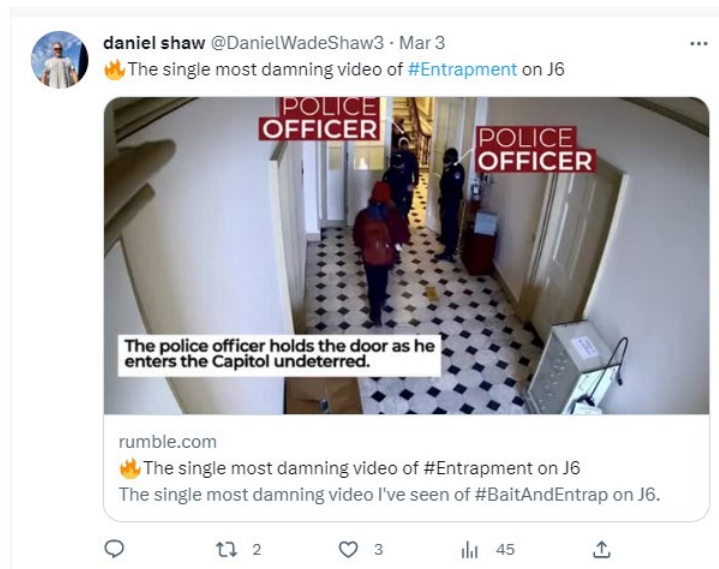 daniel shaw @DanielWadeShaw3 · Mar 3
🔥The single most damning video of #Entrapment on J6
POLICE
OFFICER
POLICE
OFFICER
The police officer holds the door as he
enters the Capitol undeterred.
rumble.com
🔥The single most damning video of #Entrapment on J6
The single most damning video I've seen of #BaitAndEntrap on J6.
2
3
45